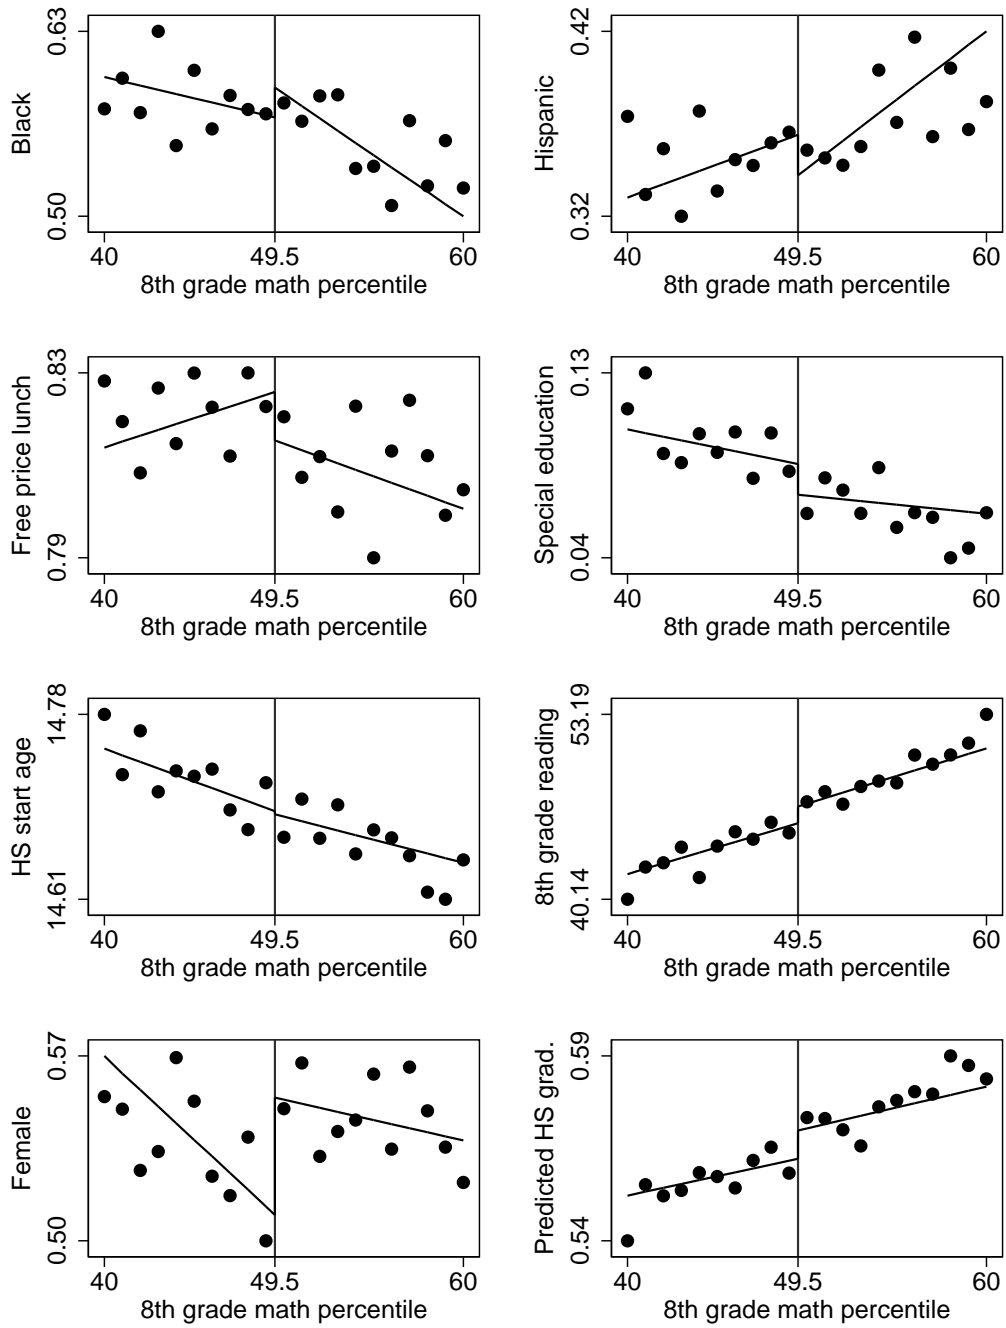 0.63
Black
0.50
40 49.5 60
8th grade math percentile
0.42
Hispanic
0.32
40 49.5 60
8th grade math percentile
0.83
Free price lunch
0.79
40 49.5 60
8th grade math percentile
0.13
Special education
0.04
40 49.5 60
8th grade math percentile
14.78
HS start age
14.61
40 49.5 60
8th grade math percentile
53.19
8th grade reading
40.14
40 49.5 60
8th grade math percentile
0.57
Female
0.50
40 49.5 60
8th grade math percentile
0.59
Predicted HS grad.
0.54
40 49.5 60
8th grade math percentile